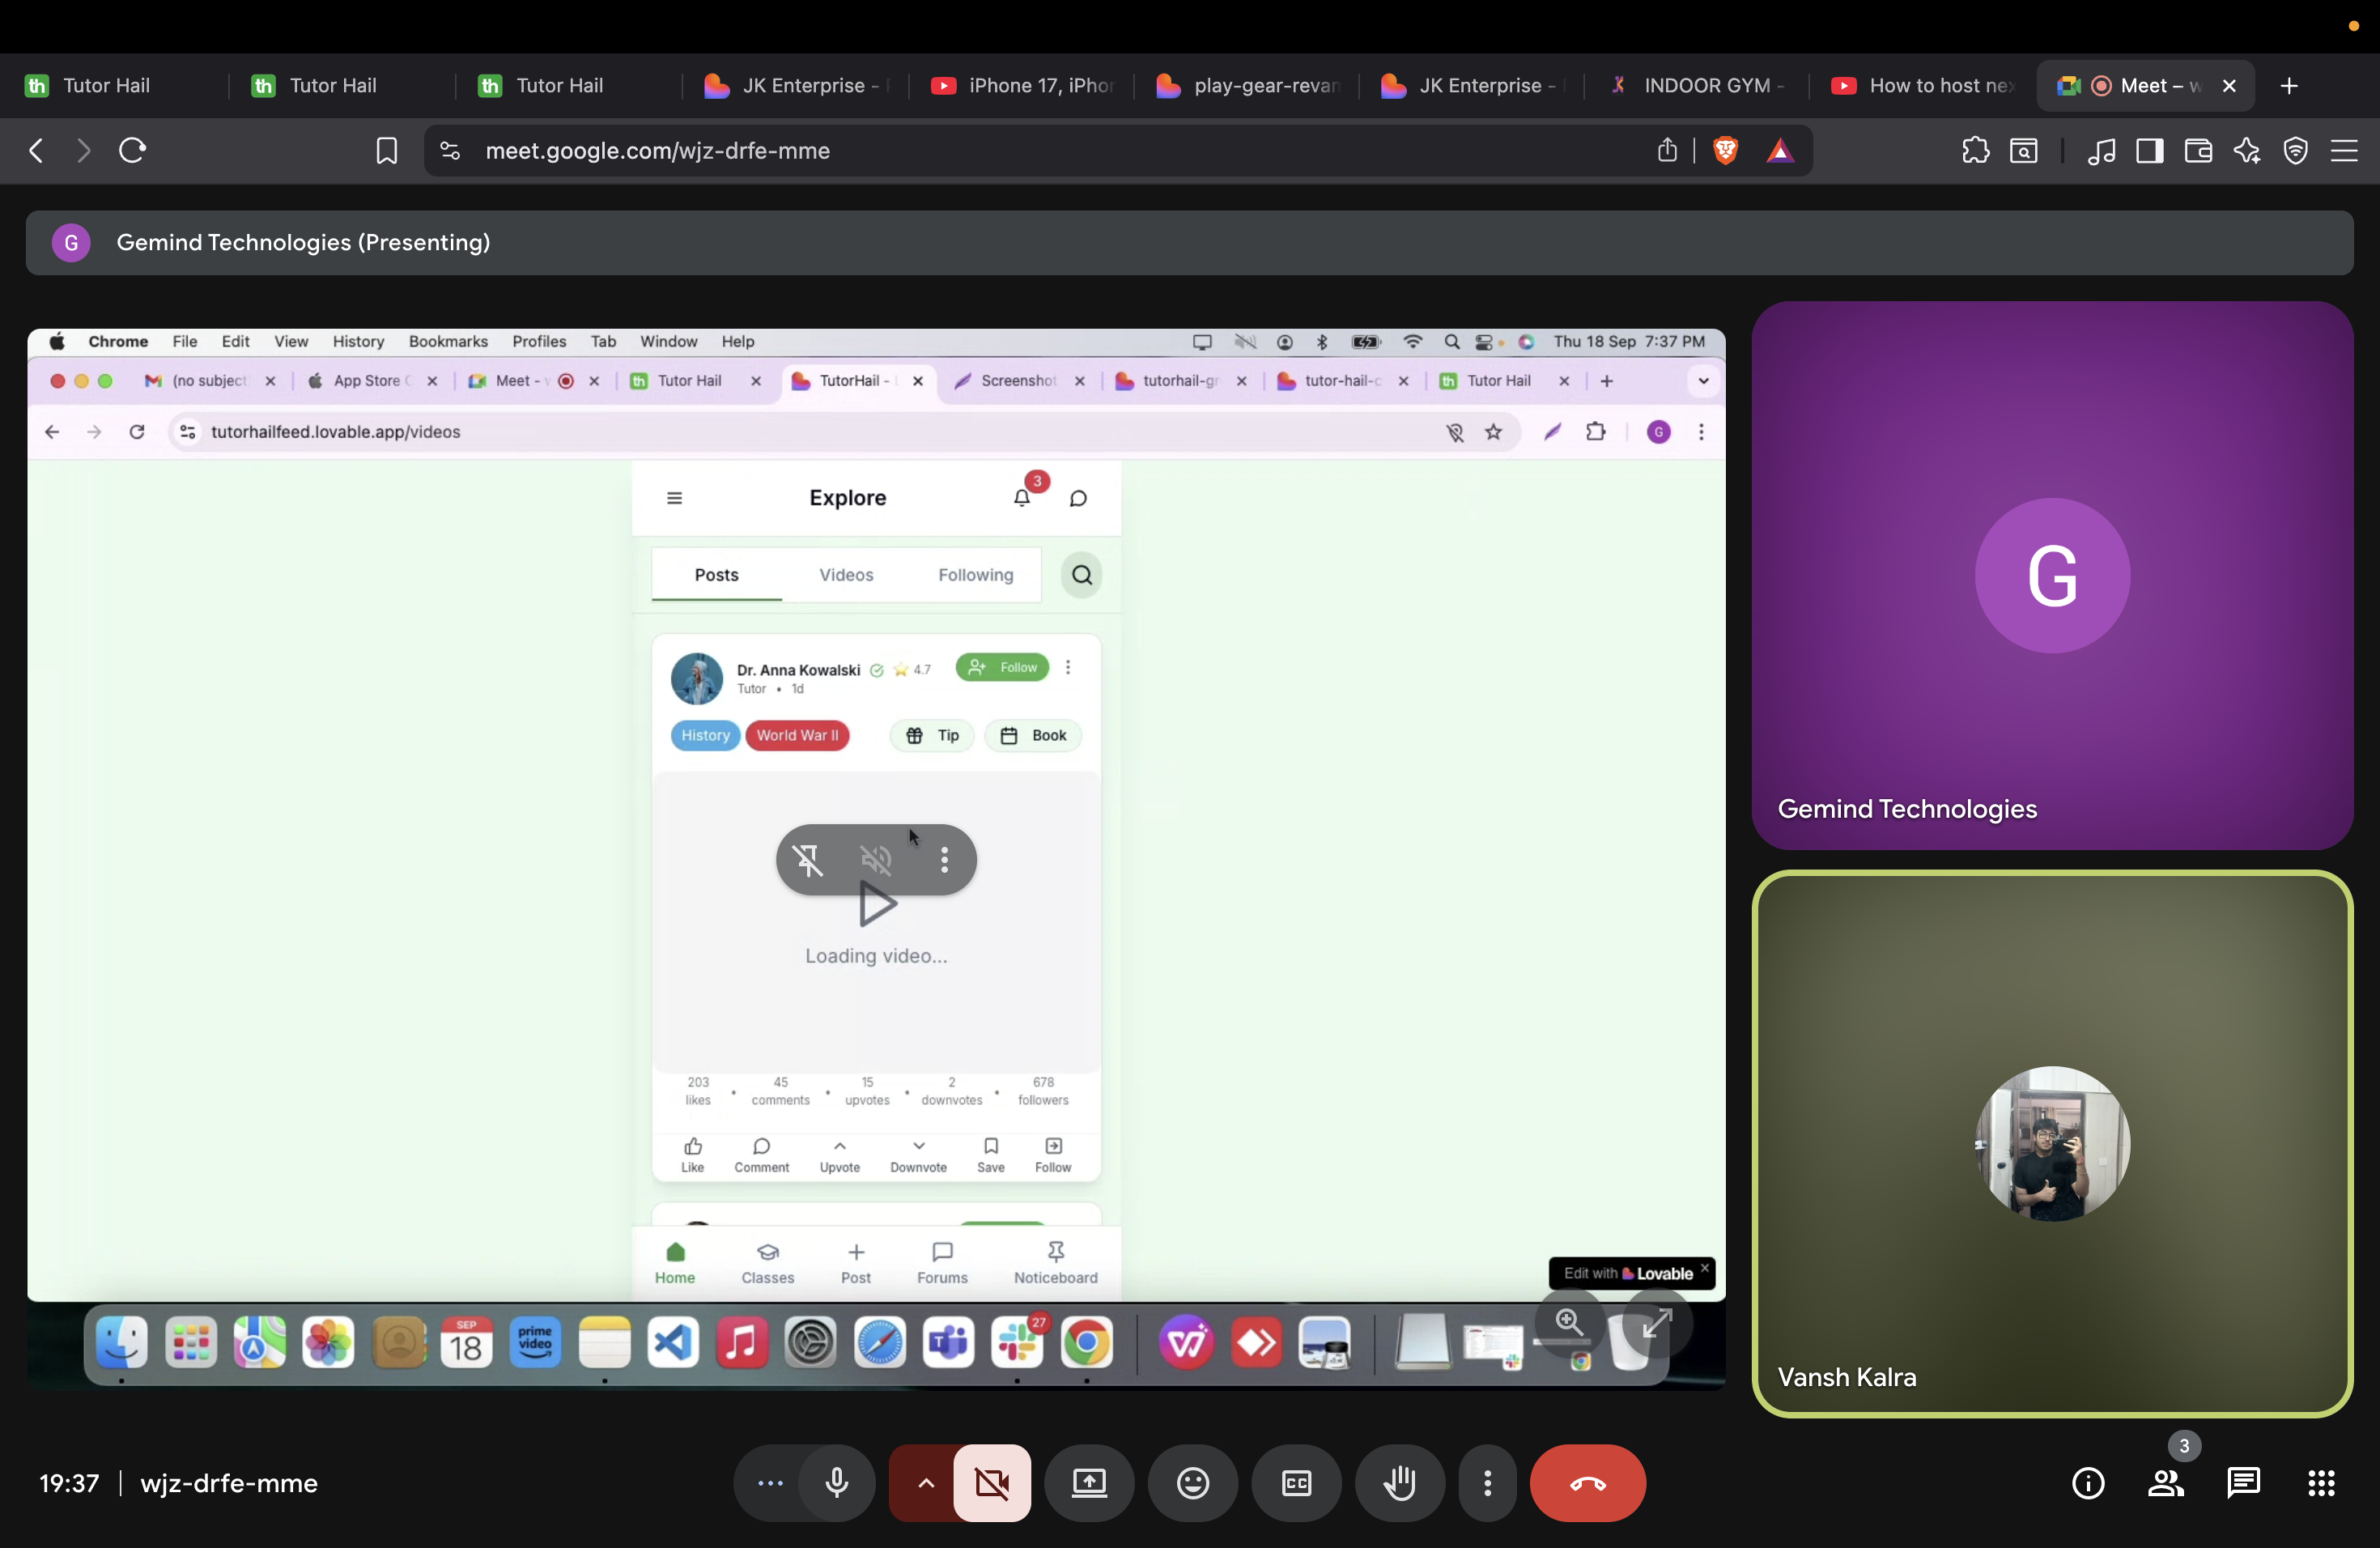 Tutor Hail
Tutor Hail
Tutor Hail
JK Enterprise -
iPhone 17, iPhor
play-gear-revam
JK Enterprise -
INDOOR GYM -
How to host nex
Meet – w
meet.google.com/wjz-drfe-mme
G
Gemind Technologies (Presenting)
Chrome File Edit View History Bookmarks Profiles Tab Window Help
Thu 18 Sep 7:37 PM
(no subject
App Store C
Meet -
Tutor Hail
TutorHail -
Screenshot
tutorhail-gr
tutor-hail-c
Tutor Hail
tutorhailfeed.lovable.app/videos
G
Explore
3
Posts
Videos
Following
Dr. Anna Kowalski
4.7
Follow
Tutor • 1d
History
World War II
Tip
Book
Loading video...
203 likes • 45 comments • 15 upvotes • 2 downvotes • 678 followers
Like
Comment
Upvote
Downvote
Save
Follow
Home
Classes
Post
Forums
Noticeboard
Edit with Lovable
SEP
18
prime video
27
G
Gemind Technologies
Vansh Kalra
19:37 | wjz-drfe-mme
CC
3